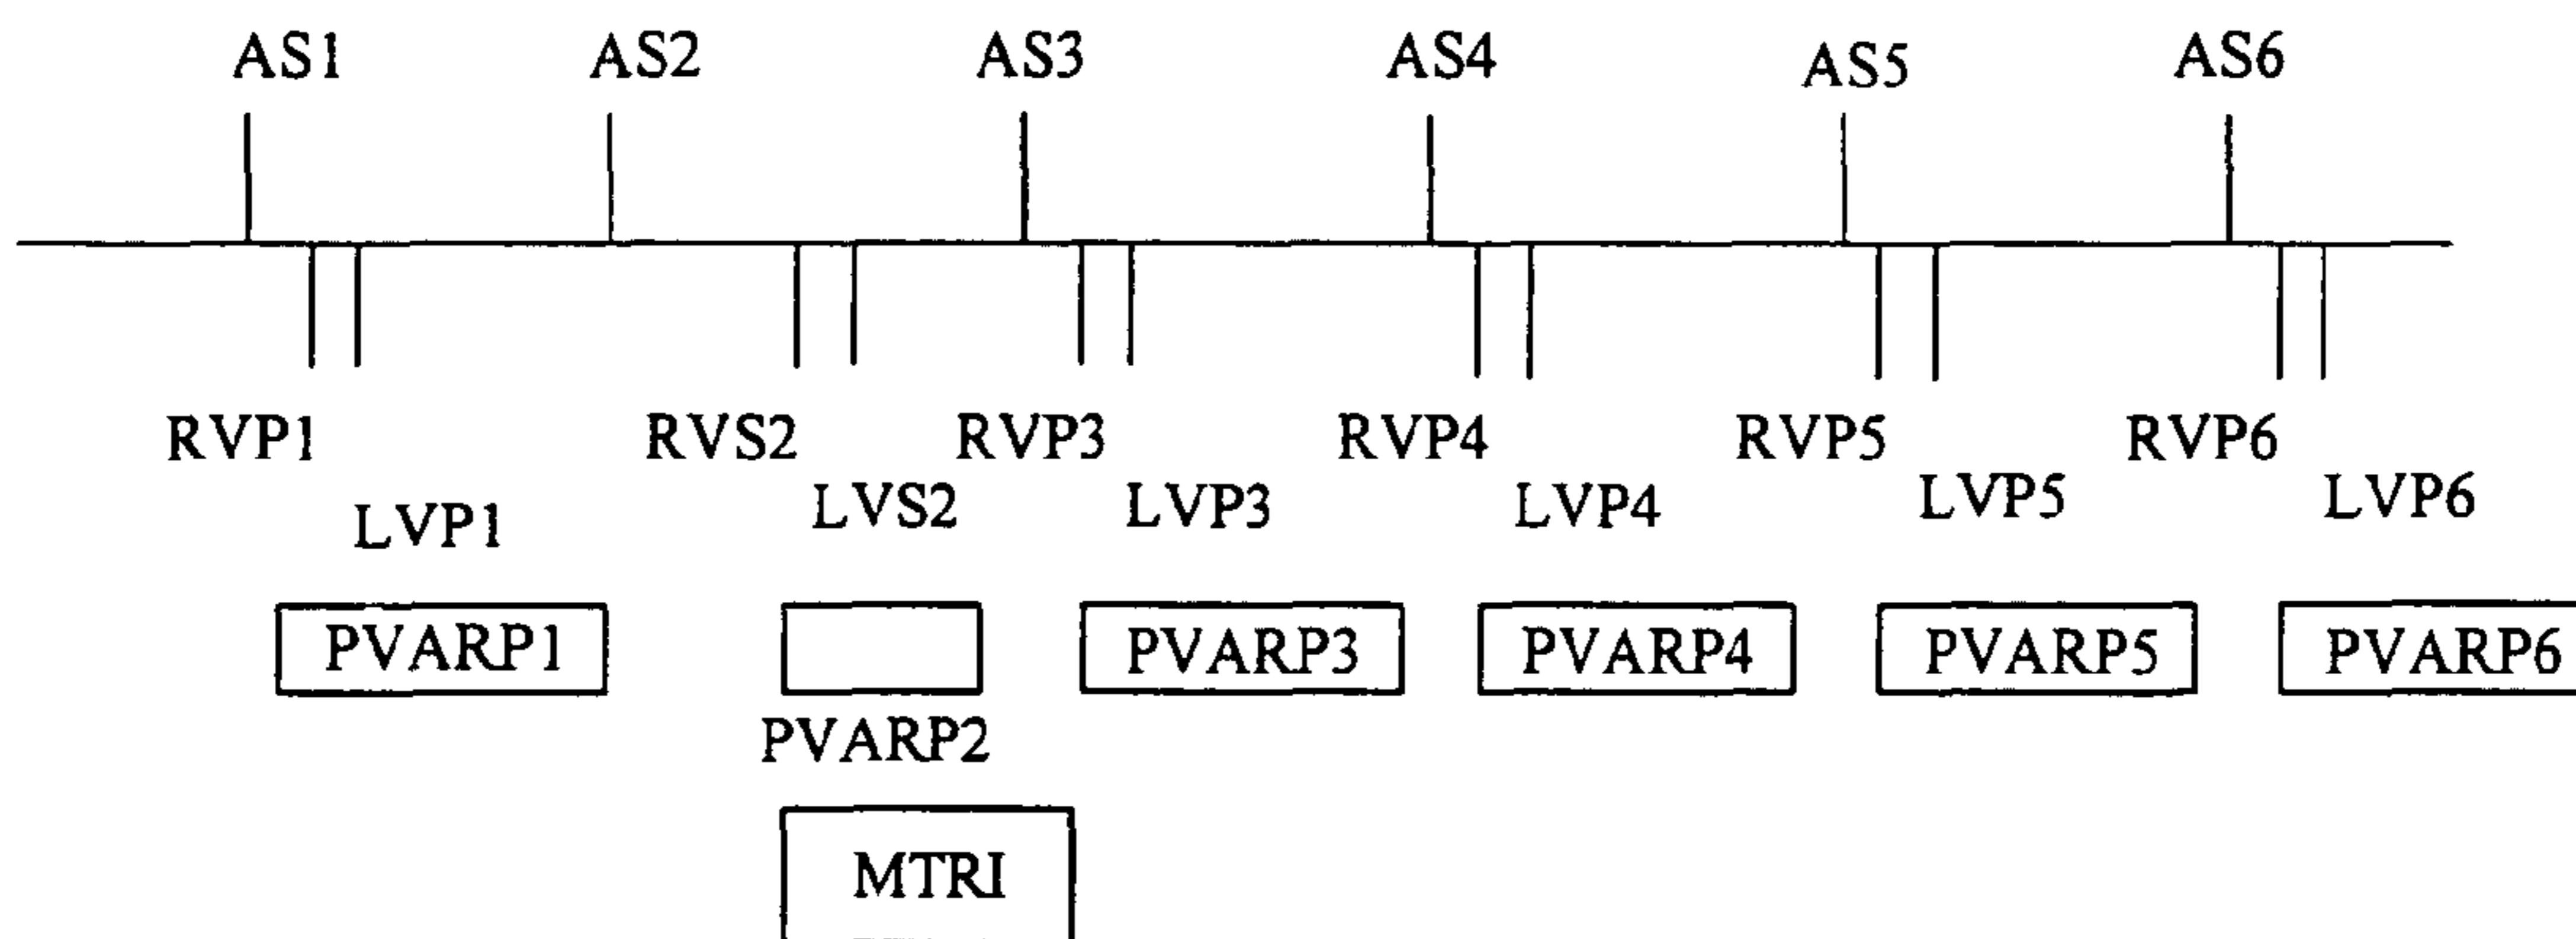 AS1 AS2 AS3 AS4 AS5 AS6
RVP1 RVS2 RVP3 RVP4 RVP5 RVP6
LVP1 LVS2 LVP3 LVP4 LVP5 LVP6
PVARP1 PVARP3 PVARP4 PVARP5 PVARP6
PVARP2
MTRI